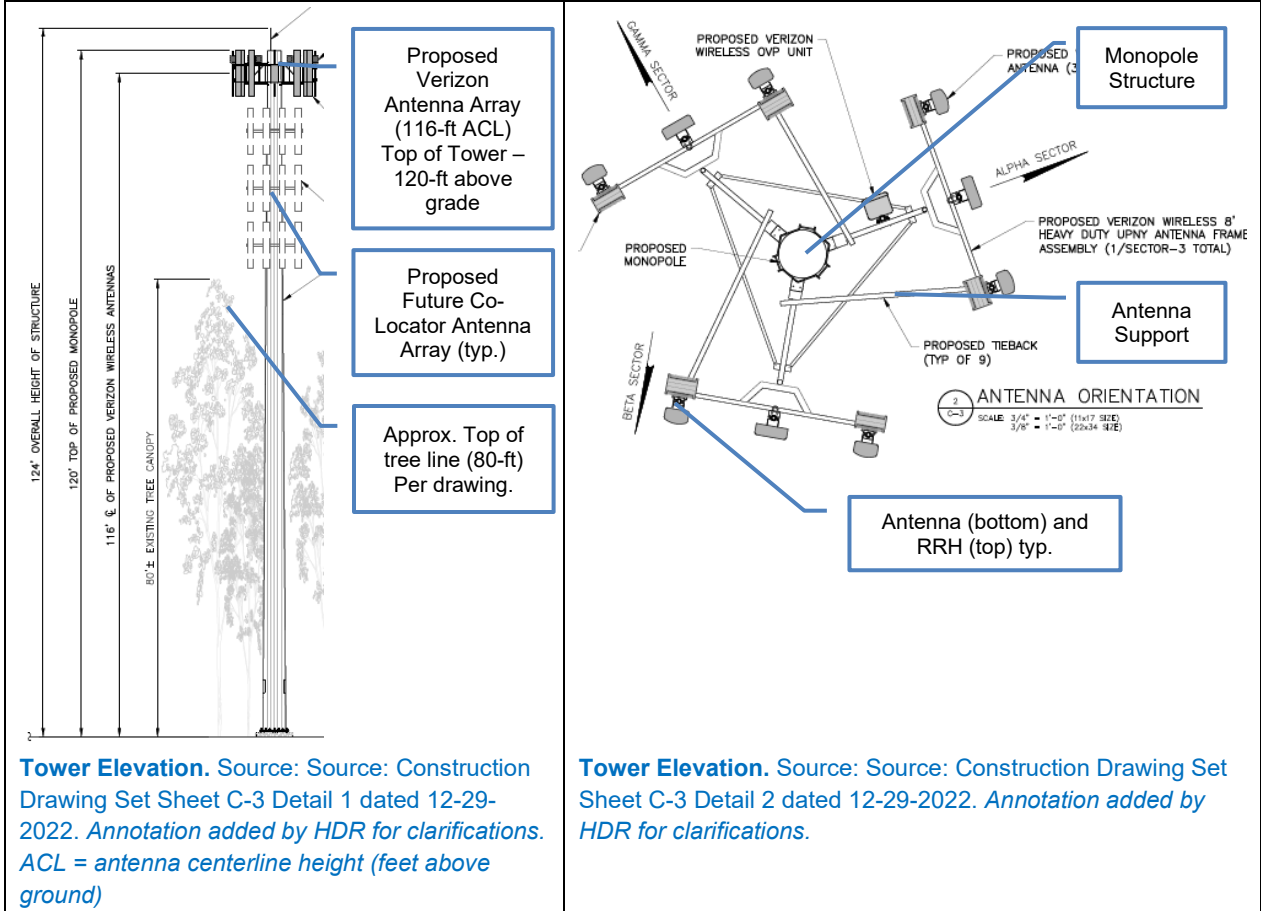 124' OVERALL HEIGHT OF STRUCTURE
120' TOP OF PROPOSED MONOPOLE
116' ℄ OF PROPOSED VERIZON WIRELESS ANTENNAS
80'± EXISTING TREE CANOPY
Proposed
Verizon
Antenna Array
(116-ft ACL)
Top of Tower –
120-ft above
grade
Proposed
Future Co-
Locator Antenna
Array (typ.)
Approx. Top of
tree line (80-ft)
Per drawing.
Tower Elevation. Source: Source: Construction
Drawing Set Sheet C-3 Detail 1 dated 12-29-
2022. Annotation added by HDR for clarifications.
ACL = antenna centerline height (feet above
ground)
GAMMA SECTOR
PROPOSED VERIZON
WIRELESS OVP UNIT
PROPOSED
ANTENNA (3
Monopole
Structure
ALPHA SECTOR
PROPOSED VERIZON WIRELESS 8'
HEAVY DUTY UPNY ANTENNA FRAME
ASSEMBLY (1/SECTOR-3 TOTAL)
PROPOSED
MONOPOLE
Antenna
Support
PROPOSED TIEBACK
(TYP OF 9)
BETA SECTOR
2
C-3
ANTENNA ORIENTATION
SCALE: 3/4" = 1'-0" (11x17 SIZE)
3/8" = 1'-0" (22x34 SIZE)
Antenna (bottom) and
RRH (top) typ.
Tower Elevation. Source: Source: Construction Drawing Set
Sheet C-3 Detail 2 dated 12-29-2022. Annotation added by
HDR for clarifications.